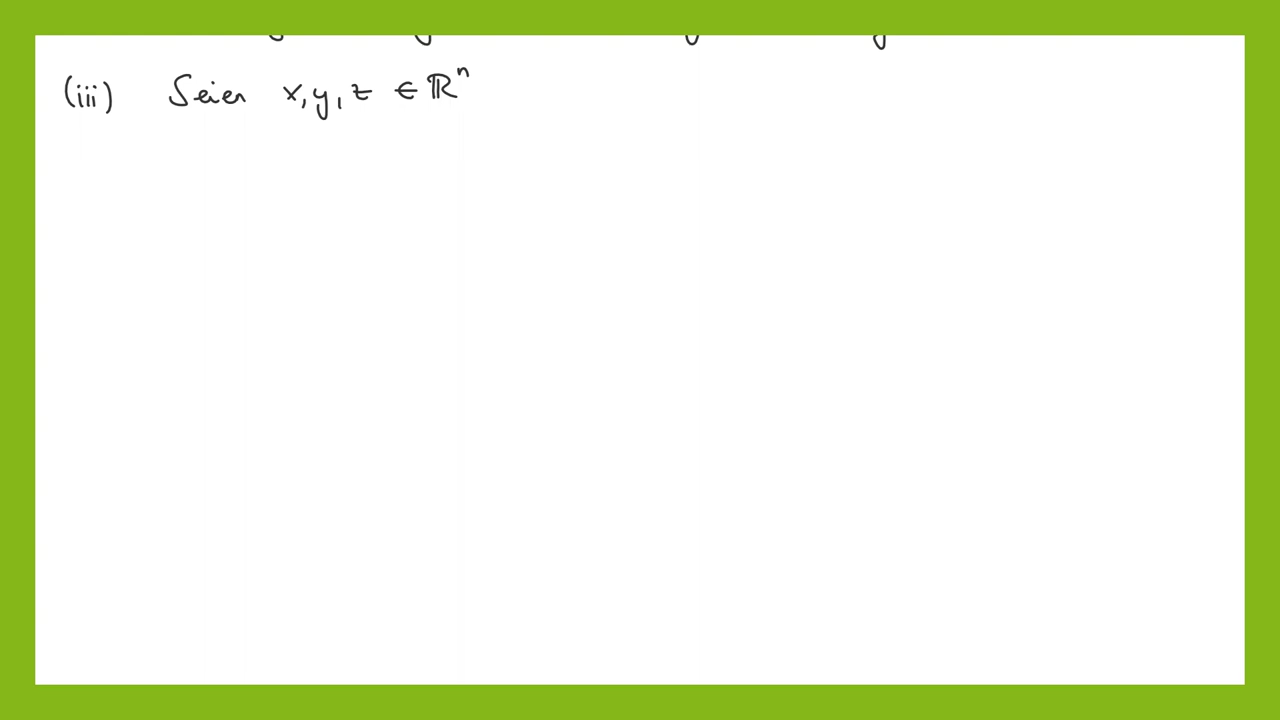 (iii) Seien x, y, z ∈ ℝⁿ